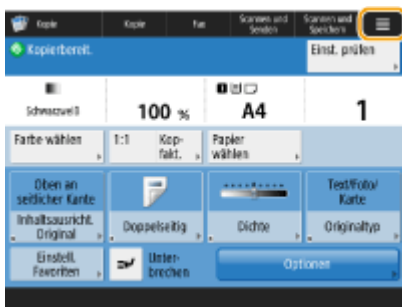 Kopie Kopie Fax Scannen und Senden Scannen und Speichern
Kopierbereit. Einst. prüfen
Schwarzweiß 100 % A4 1
Farbe wählen 1:1 Kop-fakt. Papier wählen
Oben an seitlicher Kante Text/Foto/Karte
Inhaltsausricht. Original Doppelseitig Dichte Originaltyp
Einstell. Favoriten Unter-brechen Optionen